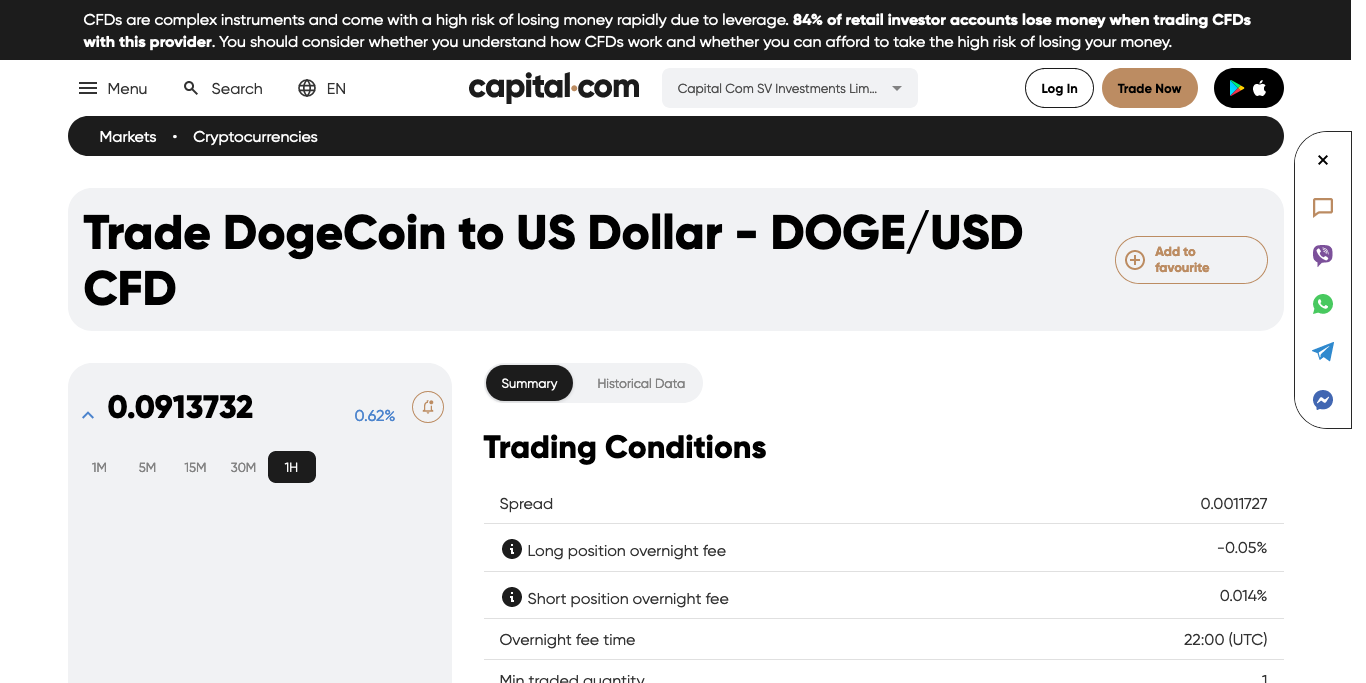 CFDs are complex instruments and come with a high risk of losing money rapidly due to leverage. 84% of retail investor accounts lose money when trading CFDs
with this provider. You should consider whether you understand how CFDs work and whether you can afford to take the high risk of losing your money.
Menu Search EN capital.com Capital Com SV Investments Lim... Log In Trade Now
Markets • Cryptocurrencies
Trade DogeCoin to US Dollar - DOGE/USD
CFD
Add to
favourite
0.0913732 0.62%
1M 5M 15M 30M 1H
Summary Historical Data
Trading Conditions
Spread 0.0011727
Long position overnight fee -0.05%
Short position overnight fee 0.014%
Overnight fee time 22:00 (UTC)
Min traded quantity 1